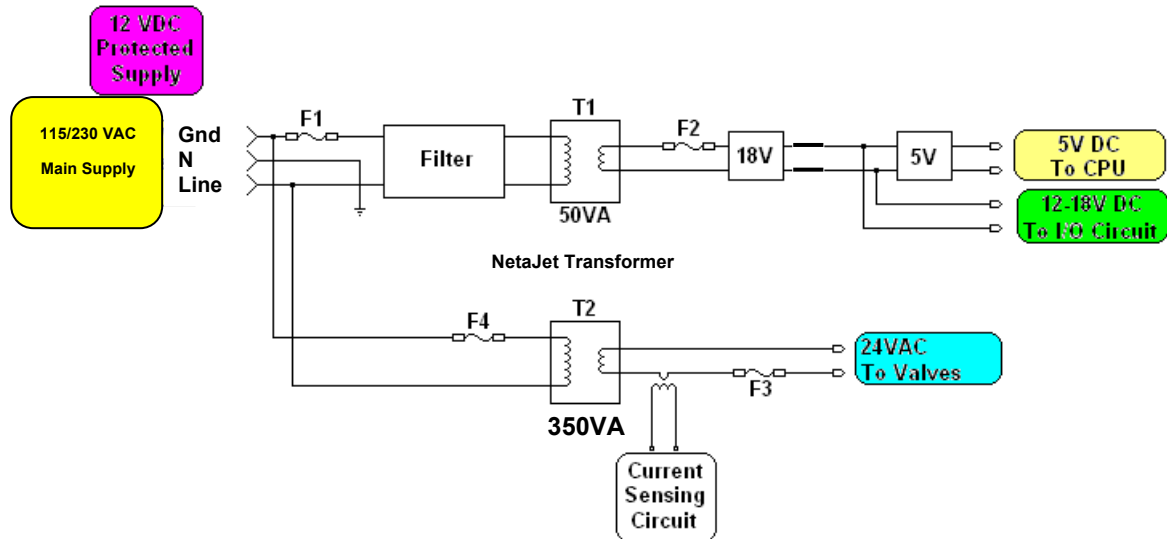 12 VDC
Protected
Supply
115/230 VAC
Main Supply
Gnd
N
Line
F1
Filter
T1
50VA
F2
18V
5V
5V DC
To CPU
12-18V DC
To I/O Circuit
NetaJet Transformer
F4
T2
350VA
F3
24VAC
To Valves
Current
Sensing
Circuit